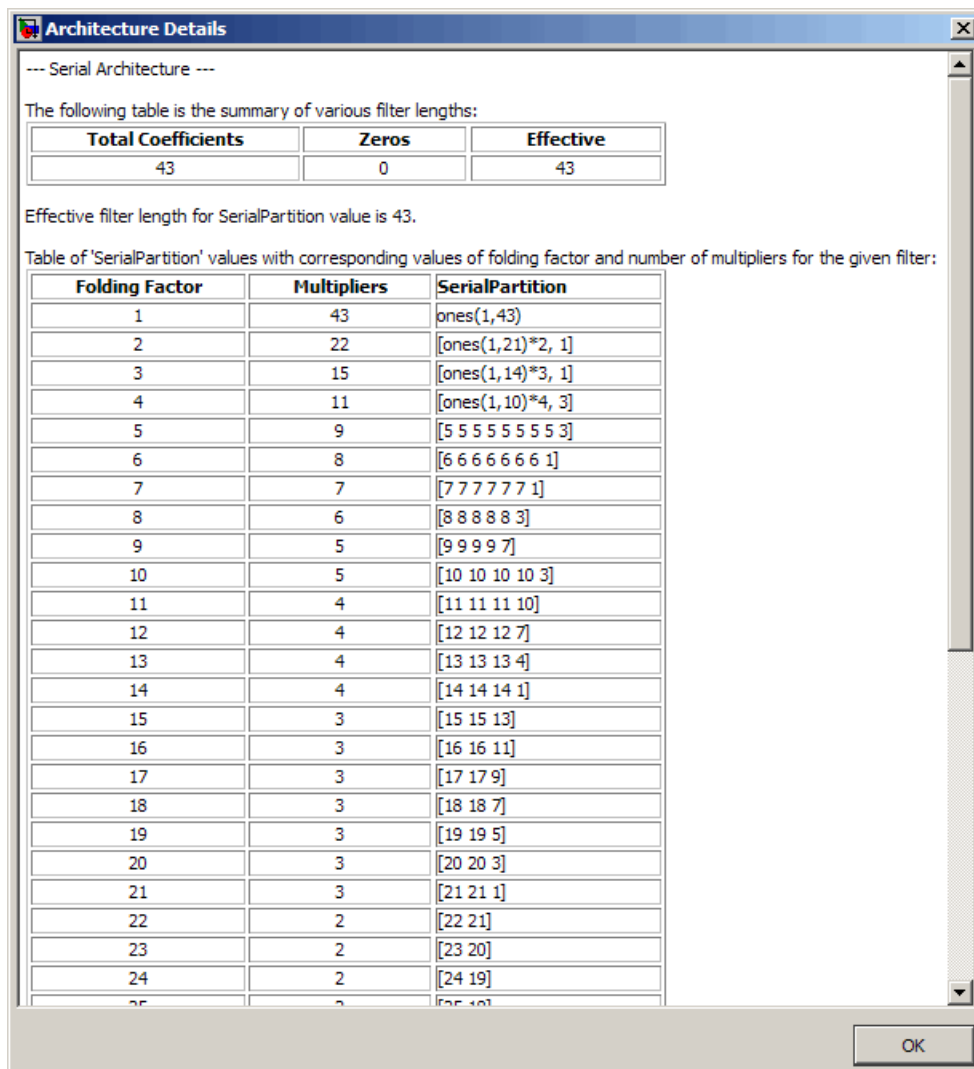 Architecture Details
--- Serial Architecture ---
The following table is the summary of various filter lengths:
Total Coefficients Zeros Effective
43 0 43
Effective filter length for SerialPartition value is 43.
Table of 'SerialPartition' values with corresponding values of folding factor and number of multipliers for the given filter:
Folding Factor Multipliers SerialPartition
1 43 ones(1,43)
2 22 [ones(1,21)*2, 1]
3 15 [ones(1,14)*3, 1]
4 11 [ones(1,10)*4, 3]
5 9 [5 5 5 5 5 5 5 5 3]
6 8 [6 6 6 6 6 6 6 1]
7 7 [7 7 7 7 7 7 1]
8 6 [8 8 8 8 8 3]
9 5 [9 9 9 9 7]
10 5 [10 10 10 10 3]
11 4 [11 11 11 10]
12 4 [12 12 12 7]
13 4 [13 13 13 4]
14 4 [14 14 14 1]
15 3 [15 15 13]
16 3 [16 16 11]
17 3 [17 17 9]
18 3 [18 18 7]
19 3 [19 19 5]
20 3 [20 20 3]
21 3 [21 21 1]
22 2 [22 21]
23 2 [23 20]
24 2 [24 19]
OK